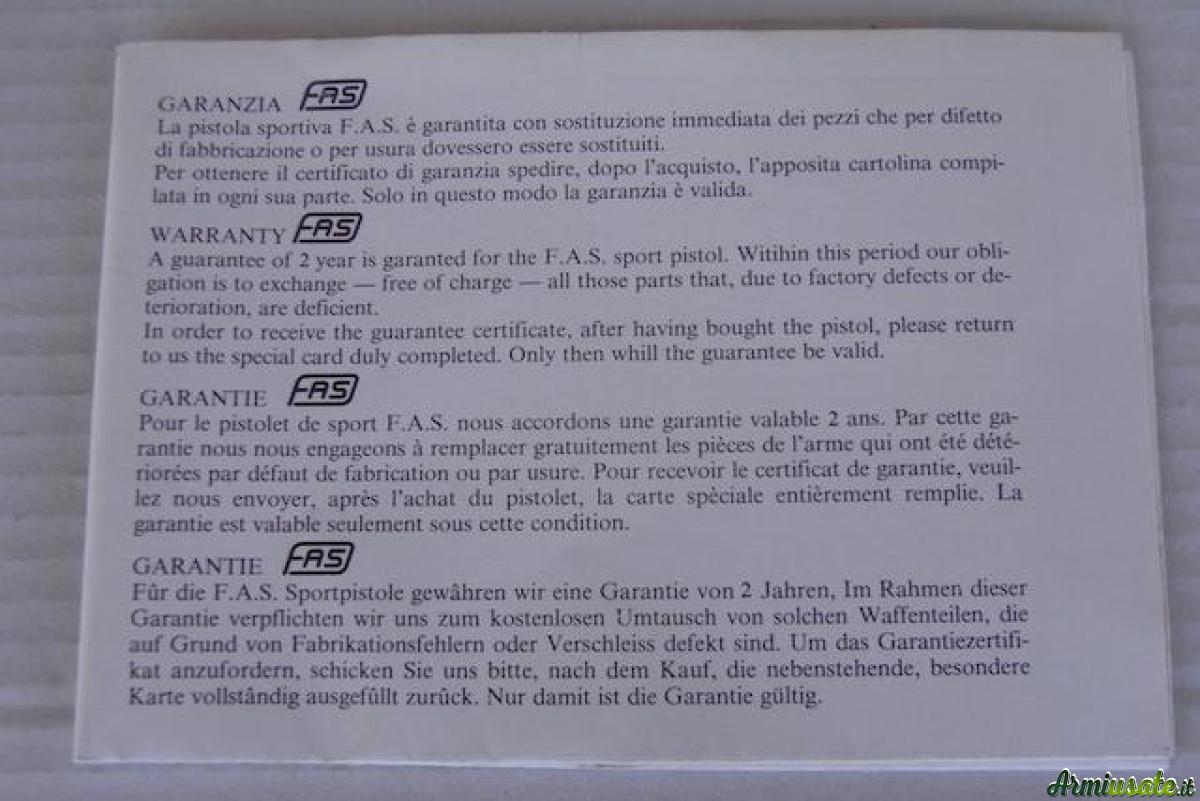 GARANZIA FAS
La pistola sportiva F.A.S. è garantita con sostituzione immediata dei pezzi che per difetto
di fabbricazione o per usura dovessero essere sostituiti.
Per ottenere il certificato di garanzia spedire, dopo l'acquisto, l'apposita cartolina compi-
lata in ogni sua parte. Solo in questo modo la garanzia è valida.
WARRANTY FAS
A guarantee of 2 year is garanted for the F.A.S. sport pistol. Witihin this period our obli-
gation is to exchange — free of charge — all those parts that, due to factory defects or de-
terioration, are deficient.
In order to receive the guarantee certificate, after having bought the pistol, please return
to us the special card duly completed. Only then whill the guarantee be valid.
GARANTIE FAS
Pour le pistolet de sport F.A.S. nous accordons une garantie valable 2 ans. Par cette ga-
rantie nous nous engageons à remplacer gratuitement les pièces de l'arme qui ont été dété-
riorées par défaut de fabrication ou par usure. Pour recevoir le certificat de garantie, veuil-
lez nous envoyer, après l'achat du pistolet, la carte spèciale entièrement remplie. La
garantie est valable seulement sous cette condition.
GARANTIE FAS
Fûr die F.A.S. Sportpistole gewâhren wir eine Garantie von 2 Jahren, Im Rahmen dieser
Garantie verpflichten wir uns zum kostenlosen Umtausch von solchen Waffenteilen, die
auf Grund von Fabrikationsfehlern oder Verschleiss defekt sind. Um das Garantiezertifi-
kat anzufordern, schicken Sie uns bitte, nach dem Kauf, die nebenstehende, besondere
Karte vollstândig ausgefûllt zurûck. Nur damit ist die Garantie gûltig.
Armiusate.it